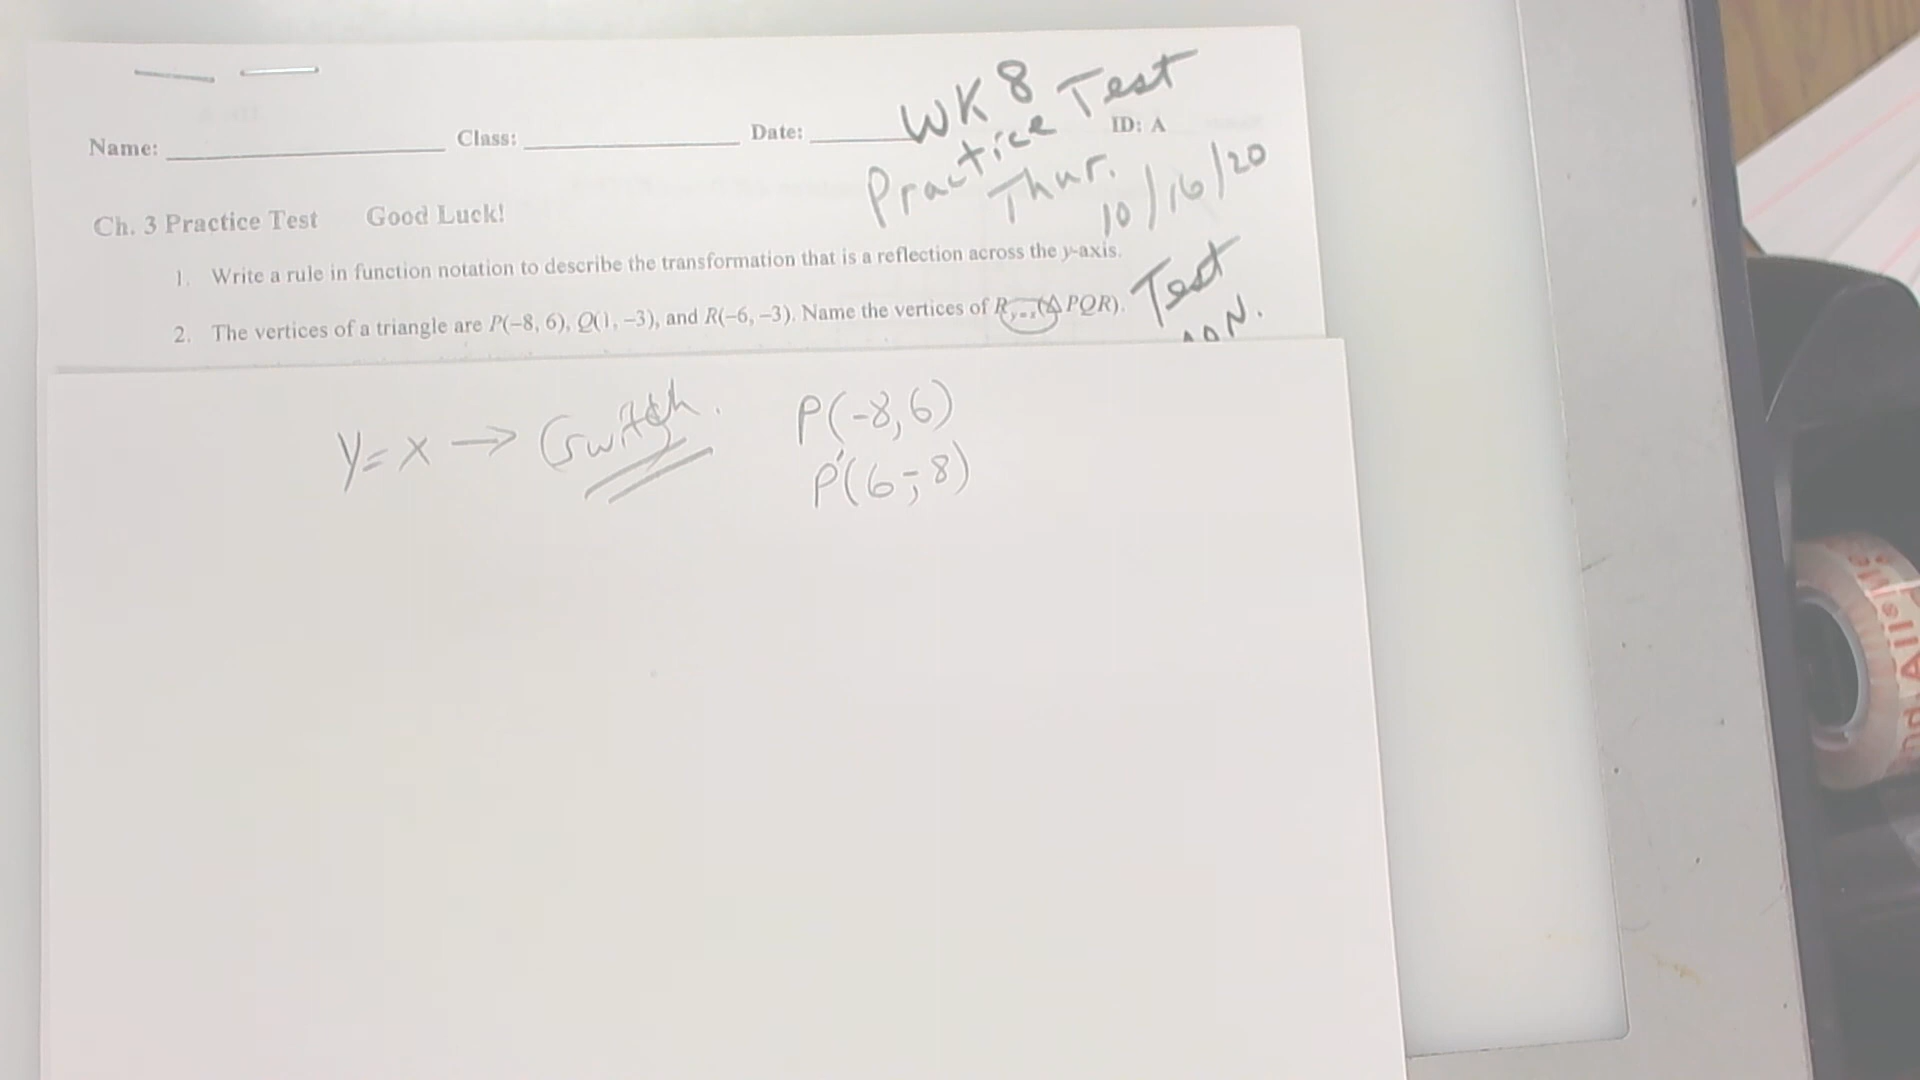 WK 8
Practice Test
Name: Class: Date: ID: A
Thur.
10/16/20
Ch. 3 Practice Test Good Luck!
1. Write a rule in function notation to describe the transformation that is a reflection across the y-axis.
Test
2. The vertices of a triangle are P(–8, 6), Q(1, –3), and R(–6, –3). Name the vertices of R y = x (△ PQR).
y = x → switch.
P(-8,6)
P'(6,-8)